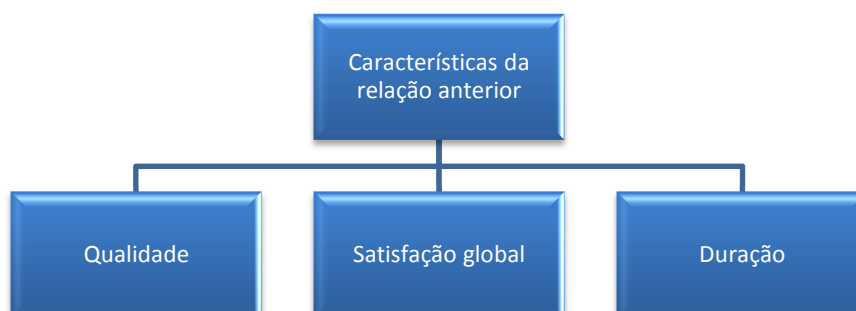 Características da
relação anterior
Qualidade
Satisfação global
Duração